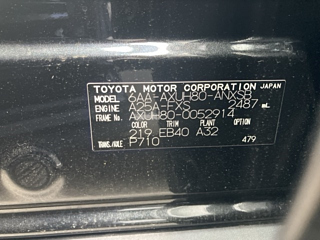 TOYOTA MOTOR CORPORATION JAPAN
MODEL 6AA-AXUH80-ANXSB
ENGINE A25A-FXS 2487 mL
FRAME No. AXUH80-0052914
COLOR TRIM PLANT OPTION
219 EB40 A32
TRANS./AXLE P710 479